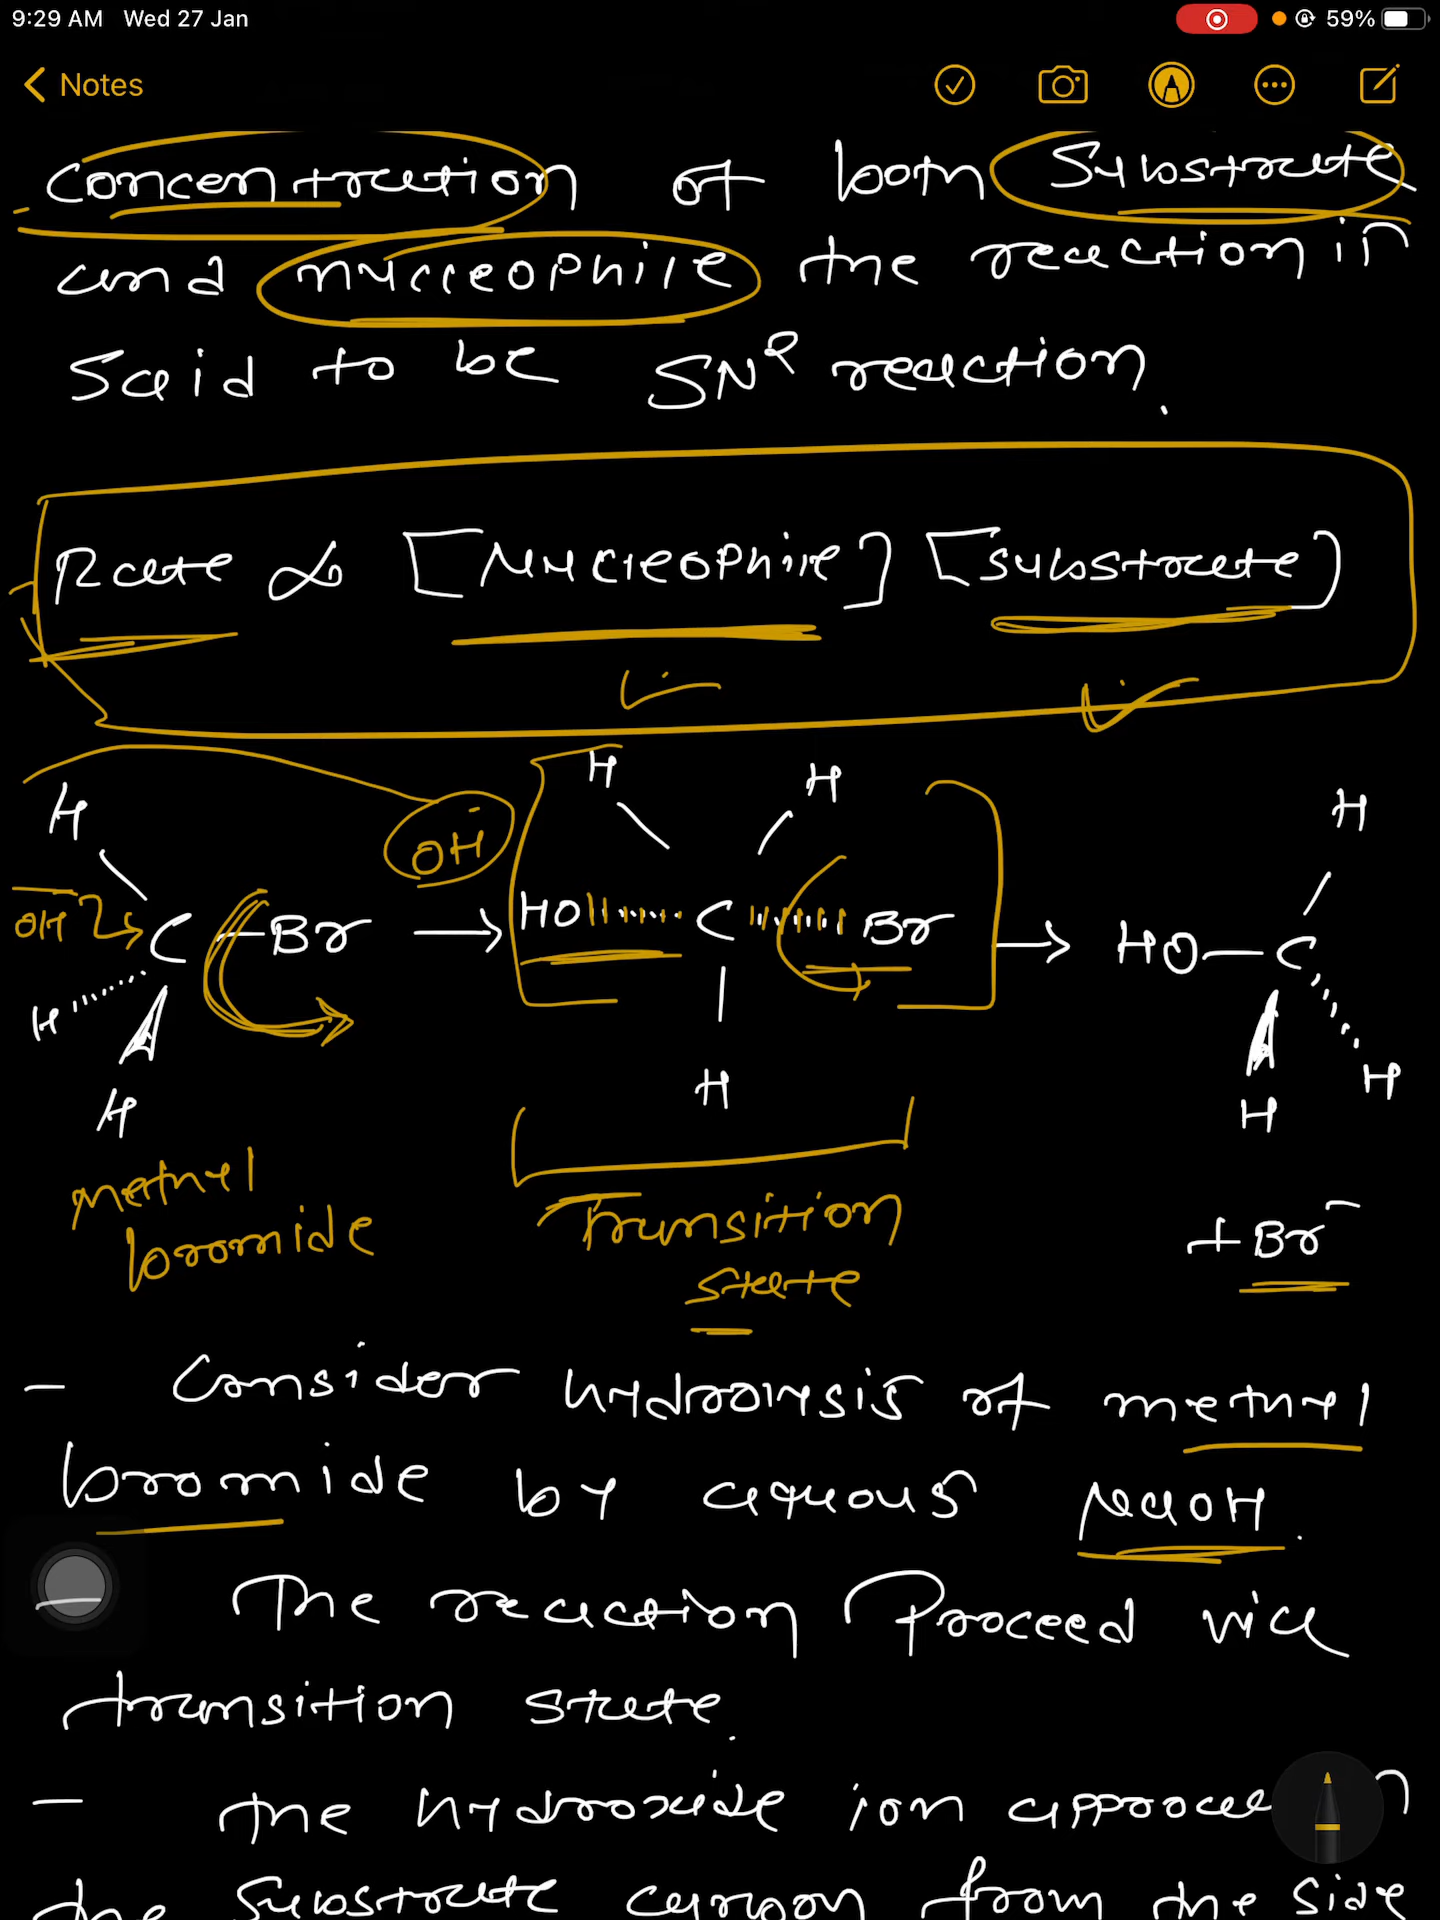 9:29 AM Wed 27 Jan
59%
Notes
Concentration of both Substrate
and nucleophile the reaction is
Said to be SN² reaction.
Rate ∝ [Nucleophile] [substrate]
H H H H
OH⁻
OH C Br → HO C Br → HO—C
H H H H H
methyl bromide
Transition state
+ Br⁻
- Consider hydrolysis of methyl
bromide by aqueous NaOH.
- The reaction Proceed via
transition state.
- the hydroxide ion
the substrate carbon from the side